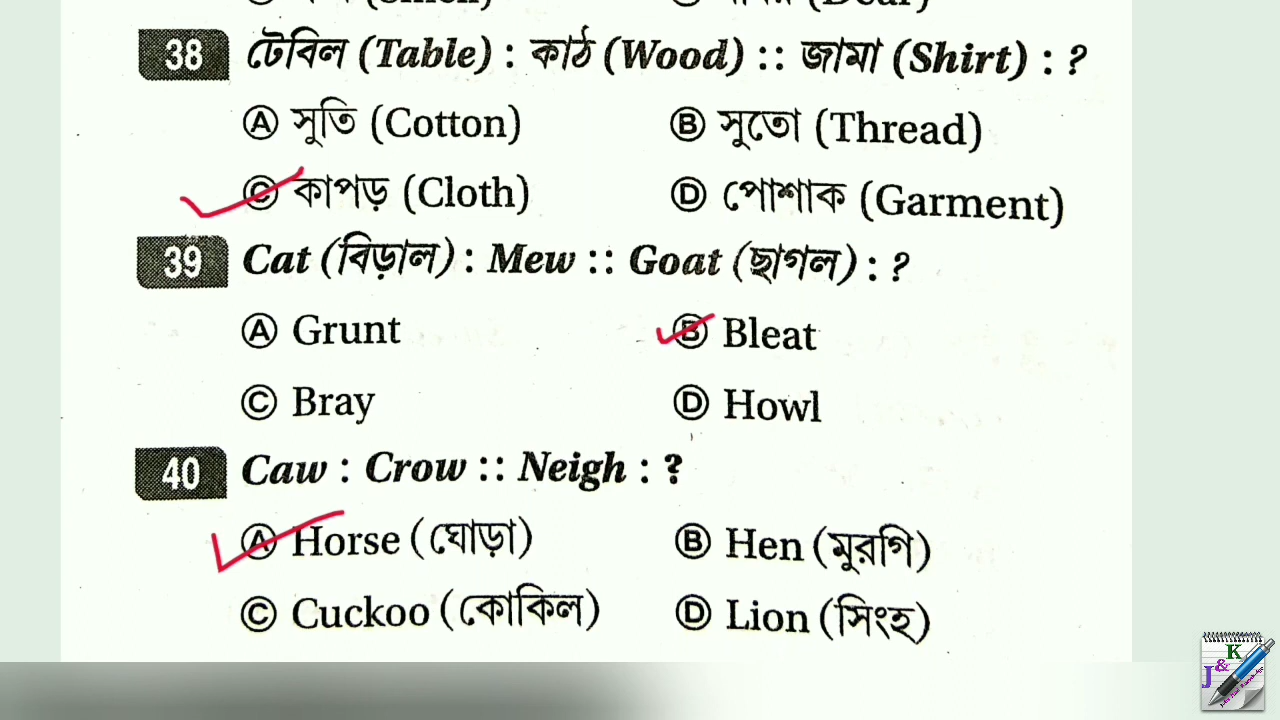 38 টেবিল (Table) : কাঠ (Wood) :: জামা (Shirt) : ?
Ⓐ সুতি (Cotton) Ⓑ সুতো (Thread)
Ⓒ কাপড় (Cloth) Ⓓ পোশাক (Garment)
39 Cat (বিড়াল) : Mew :: Goat (ছাগল) : ?
Ⓐ Grunt Ⓑ Bleat
Ⓒ Bray Ⓓ Howl
40 Caw : Crow :: Neigh : ?
Ⓐ Horse (ঘোড়া) Ⓑ Hen (মুরগি)
Ⓒ Cuckoo (কোকিল) Ⓓ Lion (সিংহ)
J & K